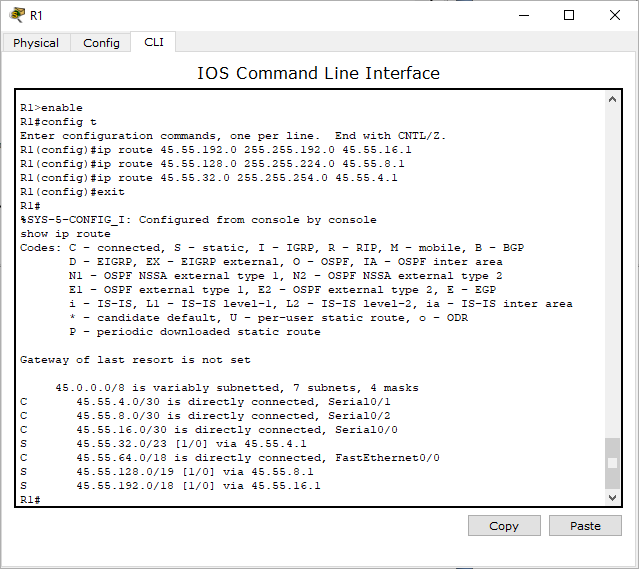 R1
Physical Config CLI
IOS Command Line Interface
R1>enable
R1#config t
Enter configuration commands, one per line.  End with CNTL/Z.
R1(config)#ip route 45.55.192.0 255.255.192.0 45.55.16.1
R1(config)#ip route 45.55.128.0 255.255.224.0 45.55.8.1
R1(config)#ip route 45.55.32.0 255.255.254.0 45.55.4.1
R1(config)#exit
R1#
%SYS-5-CONFIG_I: Configured from console by console
show ip route
Codes: C - connected, S - static, I - IGRP, R - RIP, M - mobile, B - BGP
       D - EIGRP, EX - EIGRP external, O - OSPF, IA - OSPF inter area
       N1 - OSPF NSSA external type 1, N2 - OSPF NSSA external type 2
       E1 - OSPF external type 1, E2 - OSPF external type 2, E - EGP
       i - IS-IS, L1 - IS-IS level-1, L2 - IS-IS level-2, ia - IS-IS inter area
       * - candidate default, U - per-user static route, o - ODR
       P - periodic downloaded static route
Gateway of last resort is not set
     45.0.0.0/8 is variably subnetted, 7 subnets, 4 masks
C       45.55.4.0/30 is directly connected, Serial0/1
C       45.55.8.0/30 is directly connected, Serial0/2
C       45.55.16.0/30 is directly connected, Serial0/0
S       45.55.32.0/23 [1/0] via 45.55.4.1
C       45.55.64.0/18 is directly connected, FastEthernet0/0
S       45.55.128.0/19 [1/0] via 45.55.8.1
S       45.55.192.0/18 [1/0] via 45.55.16.1
R1#
Copy Paste